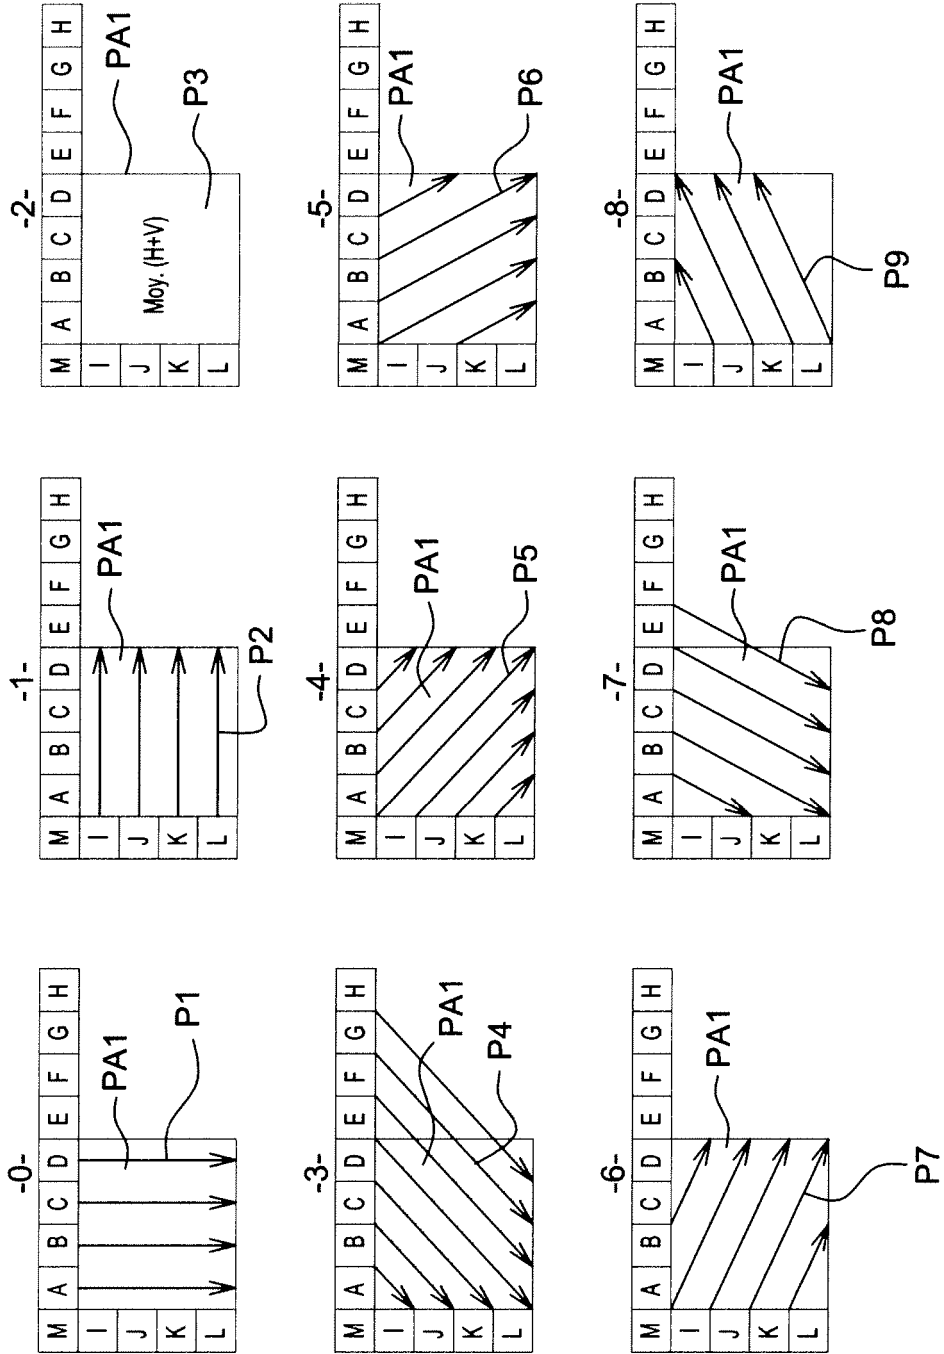 -0-
M A B C D E F G H
I
J
K
L
PA1
P1
-1-
M A B C D E F G H
I
J
K
L
PA1
P2
-2-
M A B C D E F G H
I
J
K
L
Moy. (H+V)
PA1
P3
-3-
M A B C D E F G H
I
J
K
L
PA1
P4
-4-
M A B C D E F G H
I
J
K
L
PA1
P5
-5-
M A B C D E F G H
I
J
K
L
PA1
P6
-6-
M A B C D E F G H
I
J
K
L
PA1
P7
-7-
M A B C D E F G H
I
J
K
L
PA1
P8
-8-
M A B C D E F G H
I
J
K
L
PA1
P9